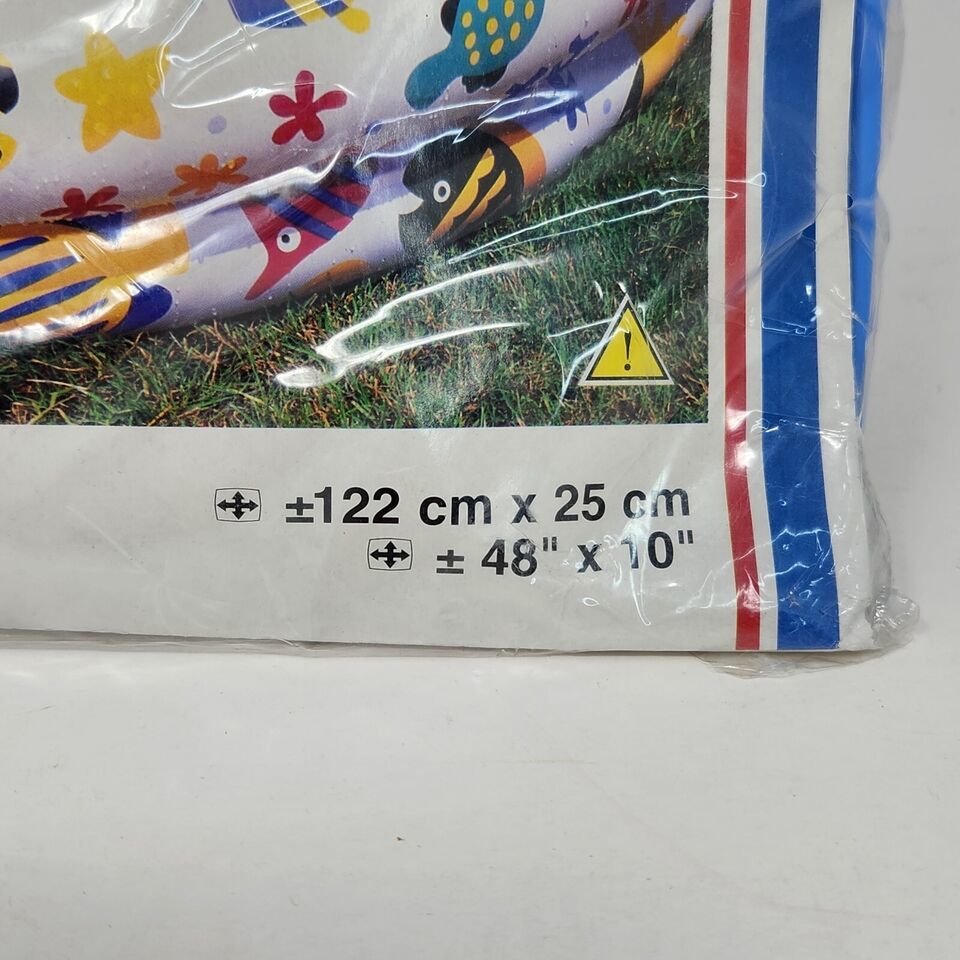 ±122 cm x 25 cm
± 48" x 10"